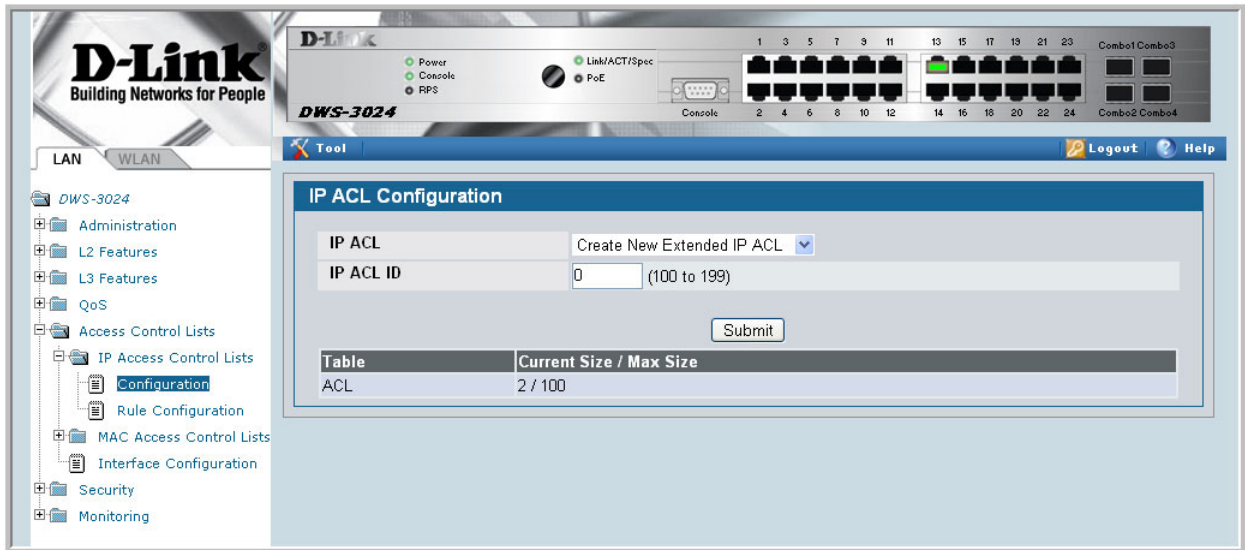 D-Link
Building Networks for People
D-Link
Power
Console
RPS
Link/ACT/Spec
PoE
DWS-3024
Console
1 3 5 7 9 11
13 15 17 19 21 23
Combo1 Combo3
2 4 6 8 10 12
14 16 18 20 22 24
Combo2 Combo4
LAN
WLAN
Tool
Logout
Help
DWS-3024
Administration
L2 Features
L3 Features
QoS
Access Control Lists
IP Access Control Lists
Configuration
Rule Configuration
MAC Access Control Lists
Interface Configuration
Security
Monitoring
IP ACL Configuration
IP ACL
Create New Extended IP ACL
IP ACL ID
0 (100 to 199)
Submit
Table Current Size / Max Size
ACL 2 / 100